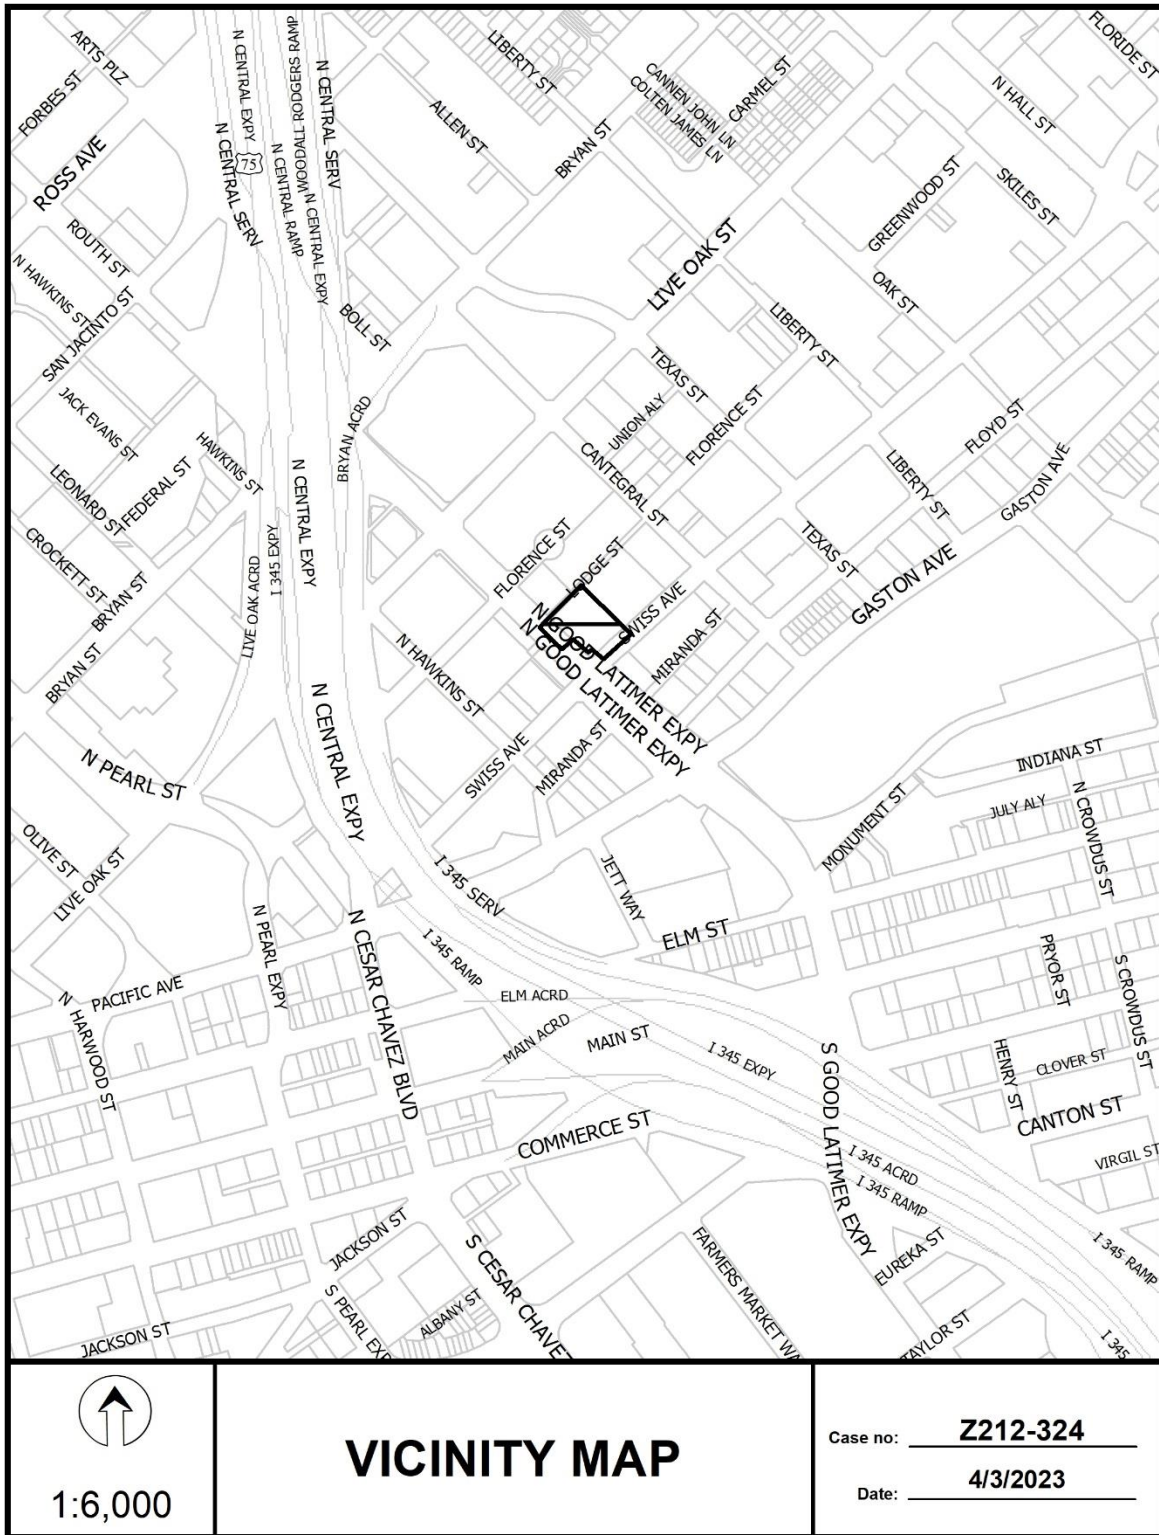 ARTS PLZ
FORBES ST
ROSS AVE
ROUTH ST
N HAWKINS ST
SAN JACINTO ST
JACK EVANS ST
LEONARD ST
FEDERAL ST
HAWKINS ST
CROCKETT ST
BRYAN ST
BRYAN ST
N CENTRAL EXPY
WOODALL RODGERS RAMP
N CENTRAL SERV
75
N CENTRAL SERV
N CENTRAL RAMP
N CENTRAL EXPY
BOLL ST
BRYAN ACRD
N CENTRAL EXPY
I 345 EXPY
LIVE OAK ACRD
LIBERTY ST
ALLEN ST
CANNEN JOHN LN
COLTEN JAMES LN
CARMEL ST
BRYAN ST
FLORIDE ST
N HALL ST
SKILES ST
GREENWOOD ST
LIVE OAK ST
OAK ST
LIBERTY ST
TEXAS ST
UNION ALY
FLORENCE ST
CANTEGRAL ST
FLOYD ST
LIBERTY ST
GASTON AVE
TEXAS ST
GASTON AVE
FLORENCE ST
LODGE ST
SWISS AVE
MIRANDA ST
N GOOD LATIMER EXPY
N GOOD LATIMER EXPY
N HAWKINS ST
SWISS AVE
MIRANDA ST
N CENTRAL EXPY
N PEARL ST
OLIVE ST
LIVE OAK ST
INDIANA ST
JULY ALY
N CROWDUS ST
MONUMENT ST
JETT WAY
I 345 SERV
ELM ST
N PEARL EXPY
N CESAR CHAVEZ BLVD
I 345 RAMP
PACIFIC AVE
N HARWOOD ST
ELM ACRD
MAIN ACRD
MAIN ST
I 345 EXPY
PRYOR ST
S CROWDUS ST
HENRY ST
CLOVER ST
CANTON ST
VIRGIL ST
S GOOD LATIMER EXPY
COMMERCE ST
I 345 ACRD
I 345 RAMP
EUREKA ST
I 345 RAMP
JACKSON ST
S PEARL EXP
ALBANY ST
S CESAR CHAVEZ
FARMERS MARKET WA
TAYLOR ST
I 345
JACKSON ST
1:6,000
VICINITY MAP
Case no: Z212-324
Date: 4/3/2023